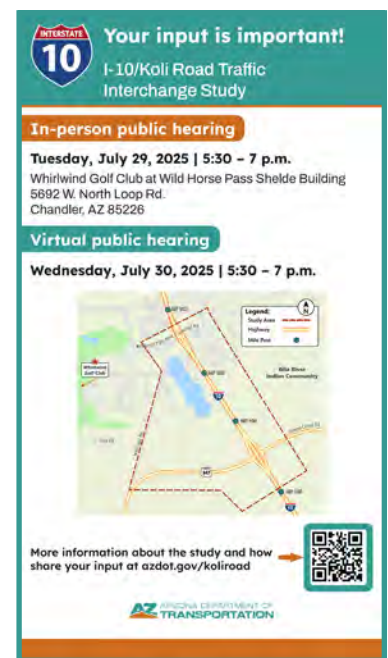 INTERSTATE
10
Your input is important!
I-10/Koli Road Traffic
Interchange Study
In-person public hearing
Tuesday, July 29, 2025 | 5:30 – 7 p.m.
Whirlwind Golf Club at Wild Horse Pass Shelde Building
5692 W. North Loop Rd.
Chandler, AZ 85226
Virtual public hearing
Wednesday, July 30, 2025 | 5:30 – 7 p.m.
Legend:
Study Area
Highway
Mile Post
N
Whirlwind
Golf Club
Gila River
Indian Community
10
10
More information about the study and how
share your input at azdot.gov/koliroad
AZ ARIZONA DEPARTMENT OF
TRANSPORTATION